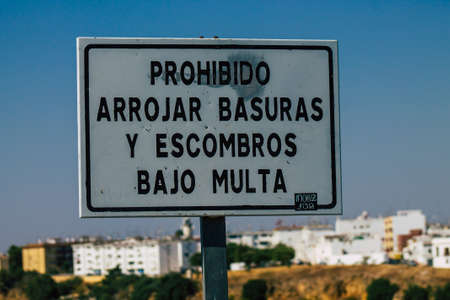 PROHIBIDO
ARROJAR BASURAS
Y ESCOMBROS
BAJO MULTA